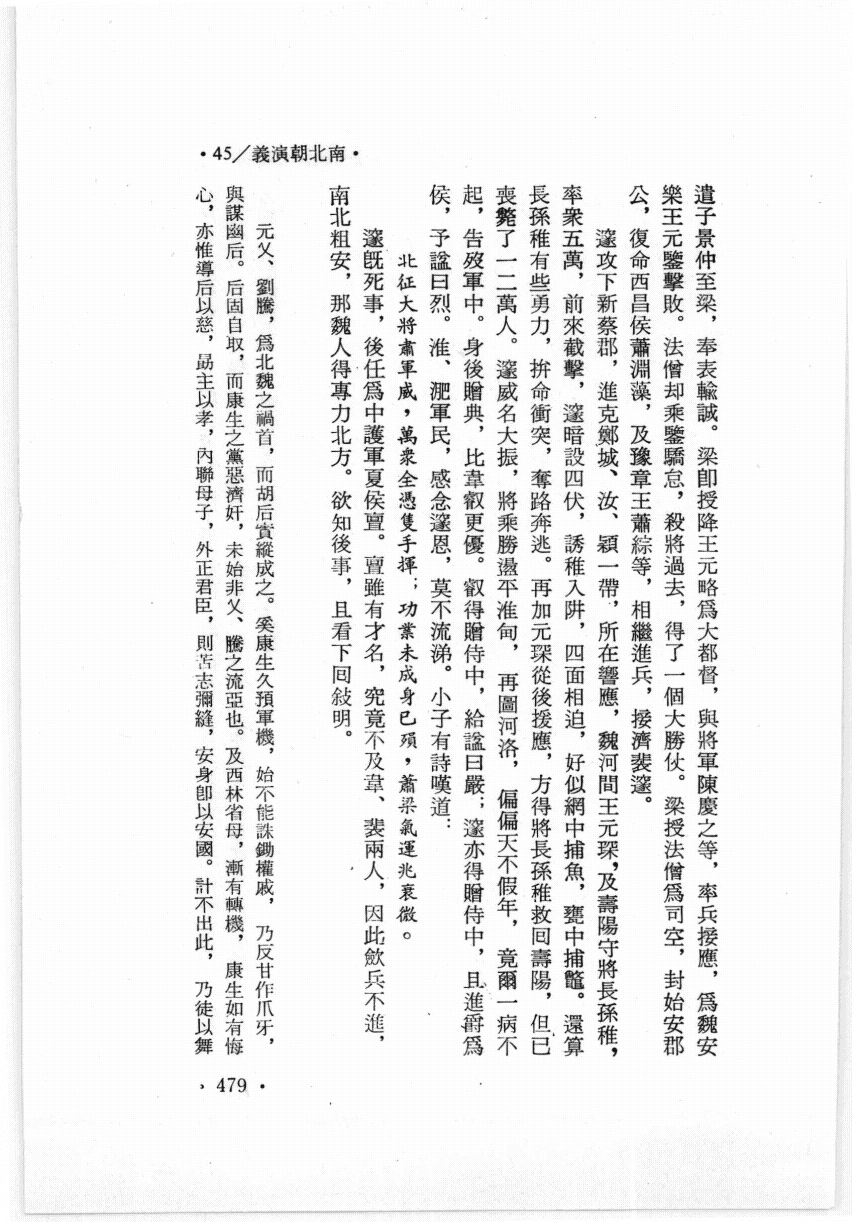 ·45／義演朝北南·
遣子景仲至梁，奉表輸誠。梁卽授降王元略爲大都督，與將軍陳慶之等，率兵接應，爲魏安
樂王元鑒擊敗。法僧却乘鑒驕怠，殺將過去，得了一個大勝仗。梁授法僧爲司空，封始安郡
公，復命西昌侯蕭淵藻，及豫章王蕭綜等，相繼進兵，接濟裴邃。
邃攻下新蔡郡，進克鄭城、汝、穎一帶，所在響應，魏河間王元琛，及壽陽守將長孫稚，
率衆五萬，前來截擊，邃暗設四伏，誘稚入阱，四面相迫，好似網中捕魚，甕中捕鼈。還算
長孫稚有些勇力，拚命衝突，奪路奔逃。再加元琛從後援應，方得將長孫稚救回壽陽，但已
喪斃了一二萬人。邃威名大振，將乘勝盪平淮甸，再圖河洛，偏偏天不假年，竟爾一病不
起，告歿軍中。身後贈典，比韋叡更優。叡得贈侍中，給諡曰嚴；邃亦得贈侍中，且進爵爲
侯，予諡曰烈。淮、淝軍民，感念邃恩，莫不流涕。小子有詩嘆道：
北征大將肅軍威，萬衆全憑隻手揮；功業未成身已殞，蕭梁氣運兆衰微。
邃旣死事，後任爲中護軍夏侯亶。亶雖有才名，究竟不及韋、裴兩人，因此歛兵不進，
南北粗安，那魏人得專力北方。欲知後事，且看下回敍明。
元乂、劉騰，爲北魏之禍首，而胡后實縱成之。奚康生久預軍機，始不能誅鋤權戚，乃反甘作爪牙，
與謀幽后。后固自取，而康生之黨惡濟奸，未始非乂、騰之流亞也。及西林省母，漸有轉機，康生如有悔
心，亦惟導后以慈，勗主以孝，內聯母子，外正君臣，則苦志彌縫，安身卽以安國。計不出此，乃徒以舞
·479·